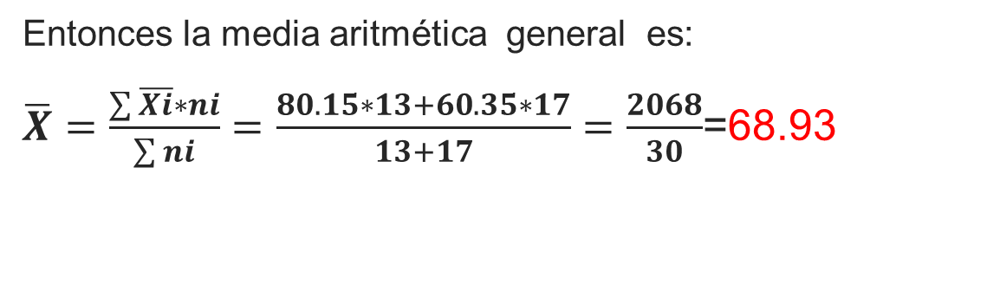 Entonces la media aritmética general es:
X̅ = ∑ X̅i̅*ni / ∑ ni = 80.15*13+60.35*17 / 13+17 = 2068 / 30 =68.93